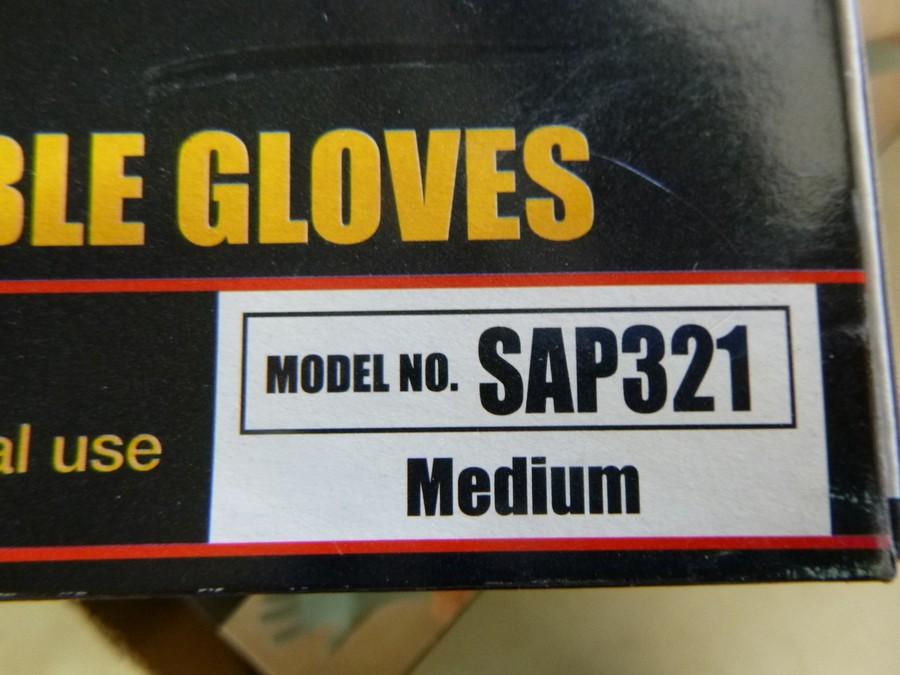 BLE GLOVES
MODEL NO. SAP321
al use
Medium